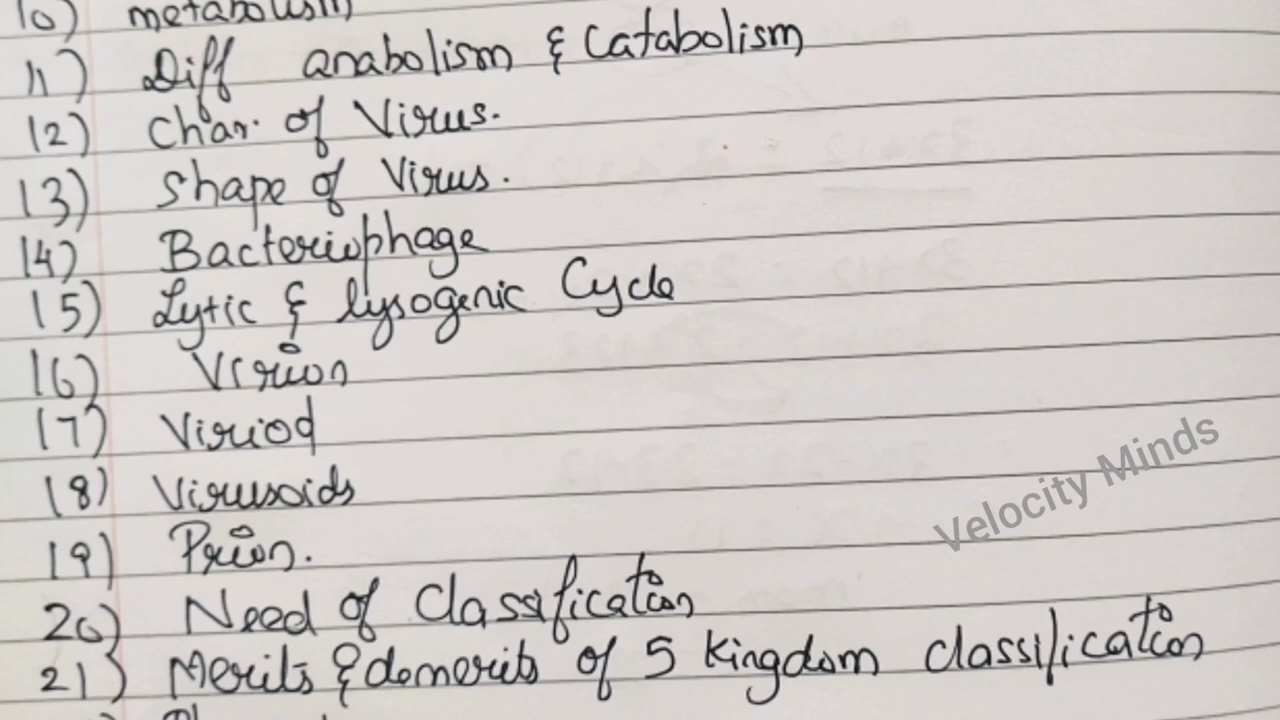 10) metabolism
11) Diff anabolism & Catabolism
12) Char. of Virus.
13) Shape of Virus.
14) Bacteriophage
15) Lytic & lysogenic Cycle
16) Virion
17) Viriod
18) Virusoids
19) Prion.
20) Need of Classification
21) Merits & demerits of 5 kingdom classification
Velocity Minds